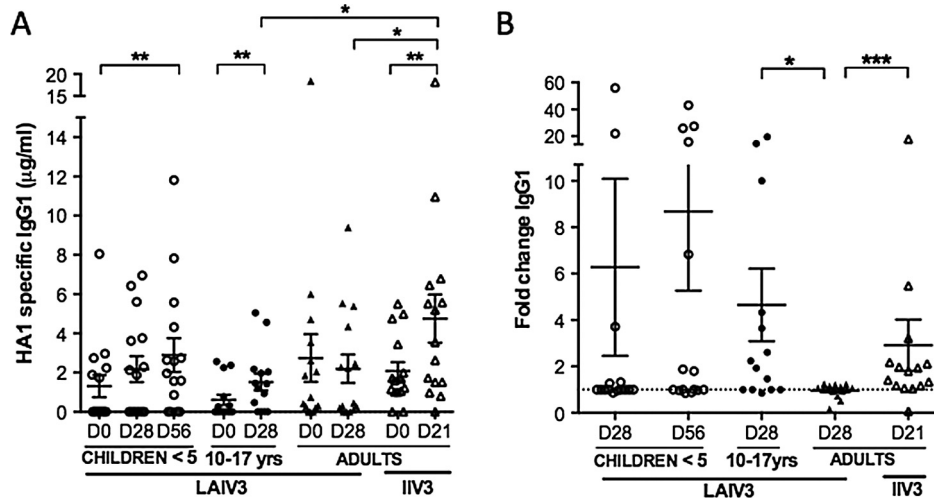 A
HA1 specific IgG1 (µg/ml)
20
15
14
12
10
8
6
4
2
0
** ** * * **
D0 D28 D56 D0 D28 D0 D28 D0 D21
CHILDREN < 5 10-17 yrs ADULTS
LAIV3 IIV3
B
Fold change IgG1
60
40
20
10
8
6
4
2
0
* ***
D28 D56 D28 D28 D21
CHILDREN < 5 10-17yrs ADULTS
LAIV3 IIV3